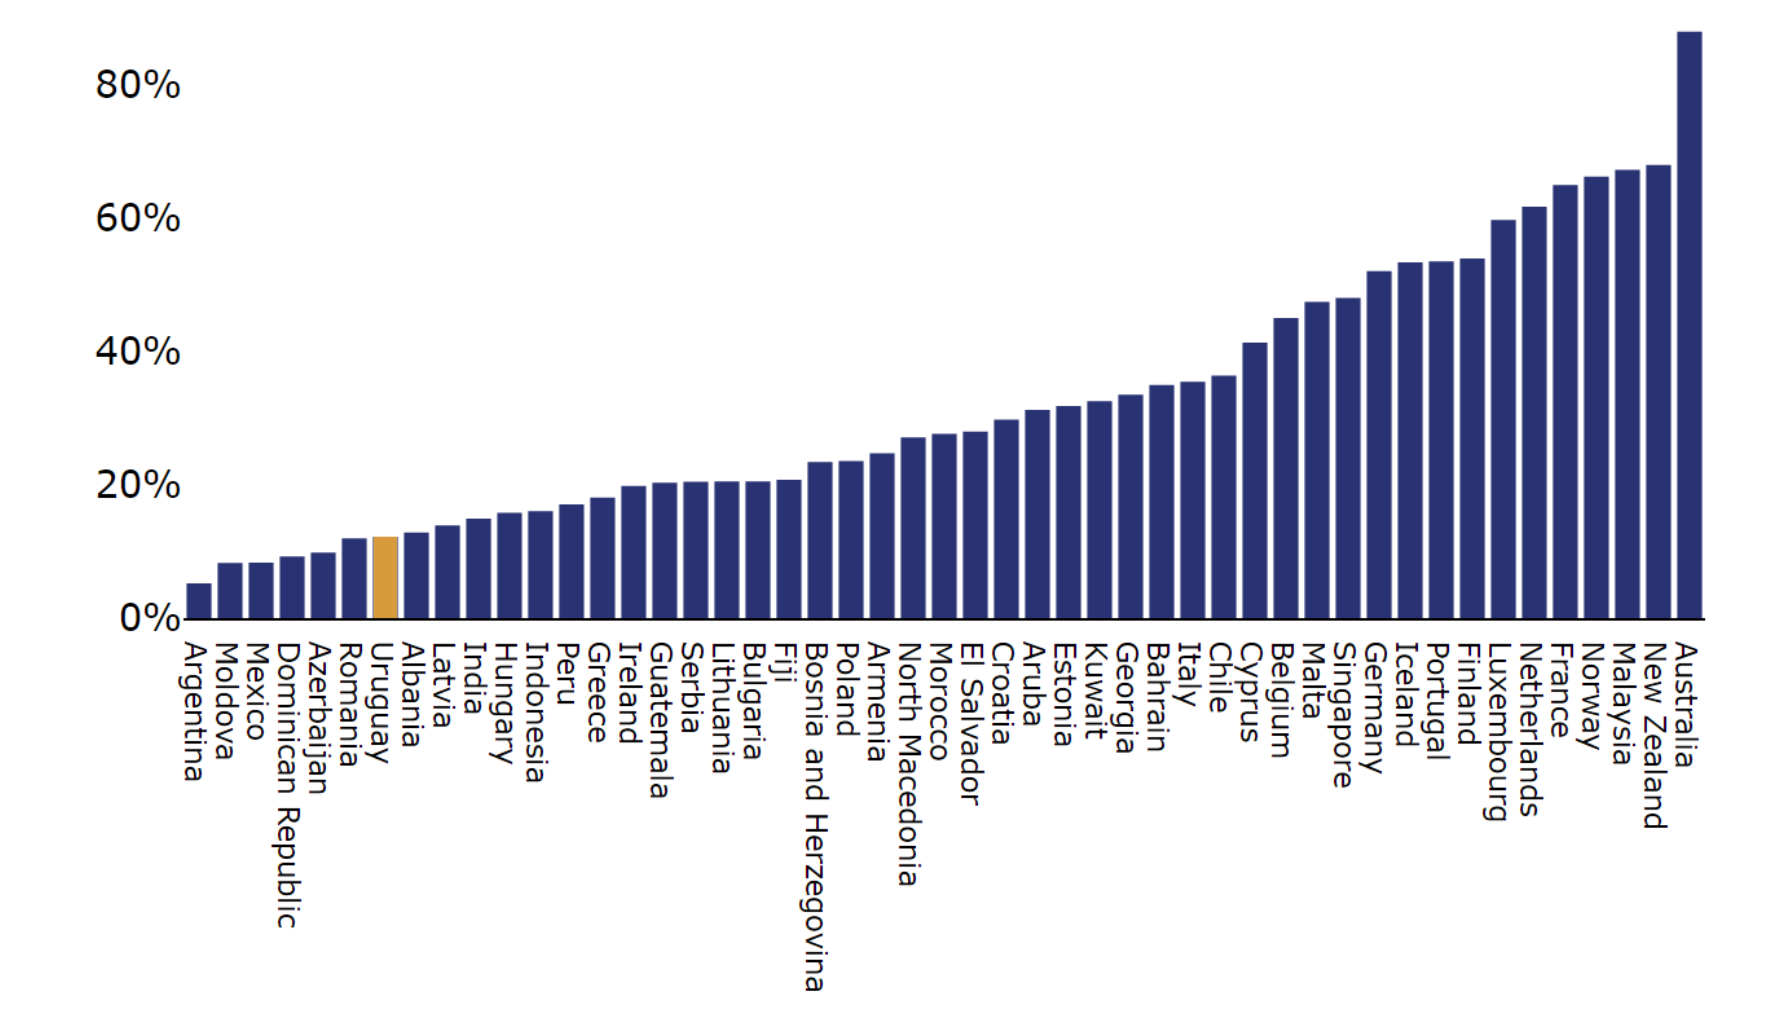 80%
60%
40%
20%
0%
Argentina
Moldova
Mexico
Dominican Republic
Azerbaijan
Romania
Uruguay
Albania
Latvia
India
Hungary
Indonesia
Peru
Greece
Ireland
Guatemala
Serbia
Lithuania
Bulgaria
Fiji
Bosnia and Herzegovina
Poland
Armenia
North Macedonia
Morocco
El Salvador
Croatia
Aruba
Estonia
Kuwait
Georgia
Bahrain
Italy
Chile
Cyprus
Belgium
Malta
Singapore
Germany
Iceland
Portugal
Finland
Luxembourg
Netherlands
France
Norway
Malaysia
New Zealand
Australia